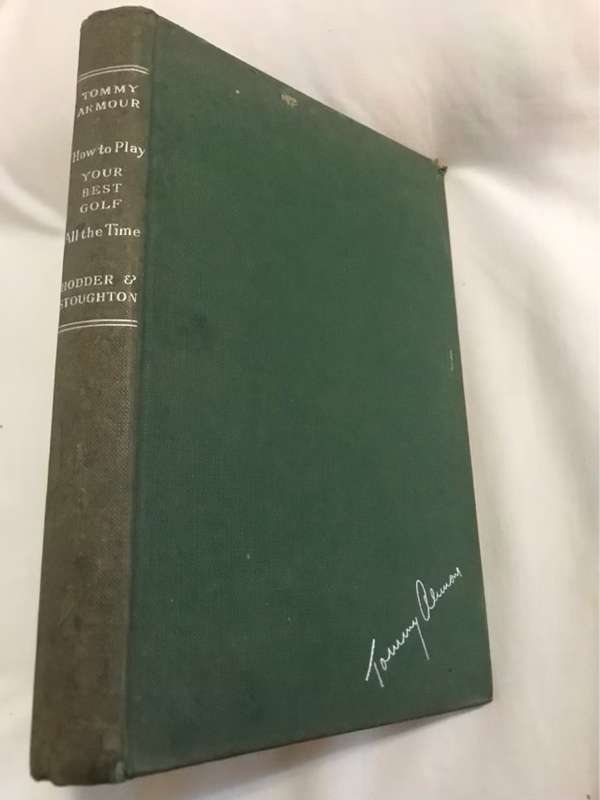 TOMMY
ARMOUR
How to Play
YOUR
BEST
GOLF
All the Time
HODDER &
STOUGHTON
Tommy Armour